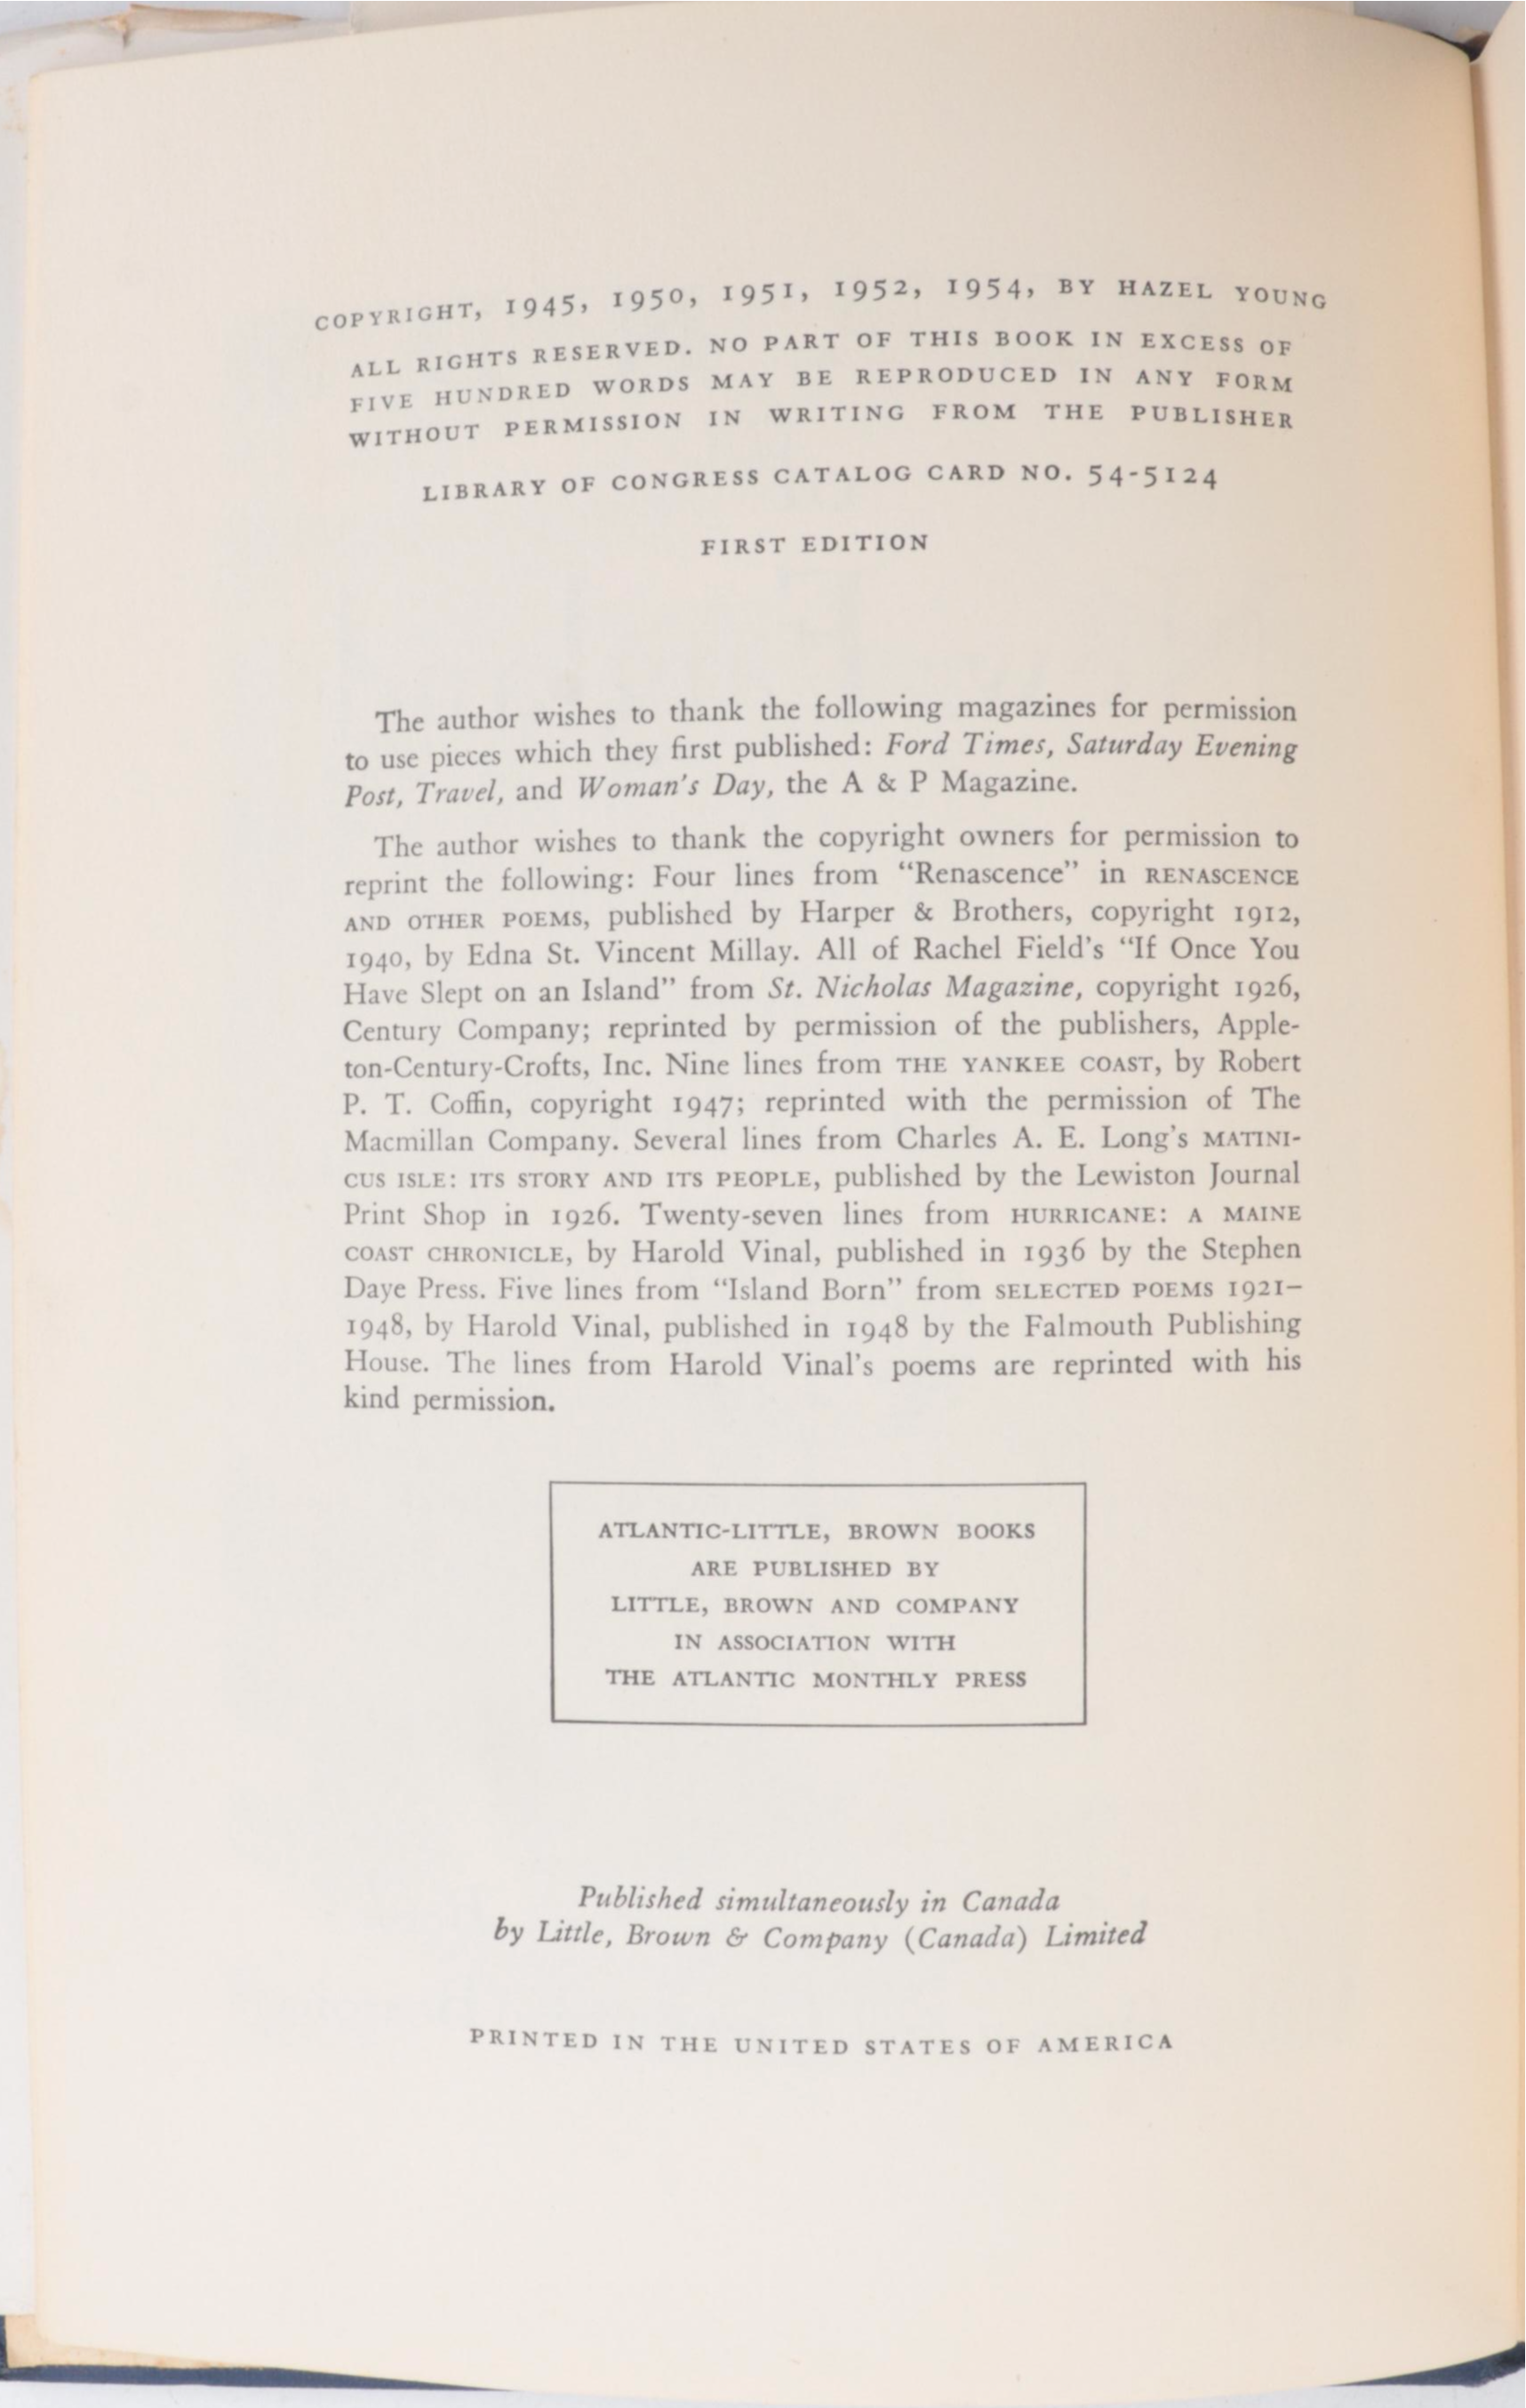 COPYRIGHT, 1945, 1950, 1951, 1952, 1954, BY HAZEL YOUNG
ALL RIGHTS RESERVED. NO PART OF THIS BOOK IN EXCESS OF
FIVE HUNDRED WORDS MAY BE REPRODUCED IN ANY FORM
WITHOUT PERMISSION IN WRITING FROM THE PUBLISHER
LIBRARY OF CONGRESS CATALOG CARD NO. 54-5124
FIRST EDITION
The author wishes to thank the following magazines for permission
to use pieces which they first published: Ford Times, Saturday Evening
Post, Travel, and Woman's Day, the A & P Magazine.
The author wishes to thank the copyright owners for permission to
reprint the following: Four lines from "Renascence" in RENASCENCE
AND OTHER POEMS, published by Harper & Brothers, copyright 1912,
1940, by Edna St. Vincent Millay. All of Rachel Field's "If Once You
Have Slept on an Island" from St. Nicholas Magazine, copyright 1926,
Century Company; reprinted by permission of the publishers, Apple-
ton-Century-Crofts, Inc. Nine lines from THE YANKEE COAST, by Robert
P. T. Coffin, copyright 1947; reprinted with the permission of The
Macmillan Company. Several lines from Charles A. E. Long's MATINI-
CUS ISLE: ITS STORY AND ITS PEOPLE, published by the Lewiston Journal
Print Shop in 1926. Twenty-seven lines from HURRICANE: A MAINE
COAST CHRONICLE, by Harold Vinal, published in 1936 by the Stephen
Daye Press. Five lines from "Island Born" from SELECTED POEMS 1921–
1948, by Harold Vinal, published in 1948 by the Falmouth Publishing
House. The lines from Harold Vinal's poems are reprinted with his
kind permission.
ATLANTIC-LITTLE, BROWN BOOKS
ARE PUBLISHED BY
LITTLE, BROWN AND COMPANY
IN ASSOCIATION WITH
THE ATLANTIC MONTHLY PRESS
Published simultaneously in Canada
by Little, Brown & Company (Canada) Limited
PRINTED IN THE UNITED STATES OF AMERICA